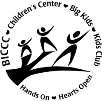 BICCC ♥ Children's Center ♥ Big Kids ♥ Kids Club
Hands On ♥ Hearts Open